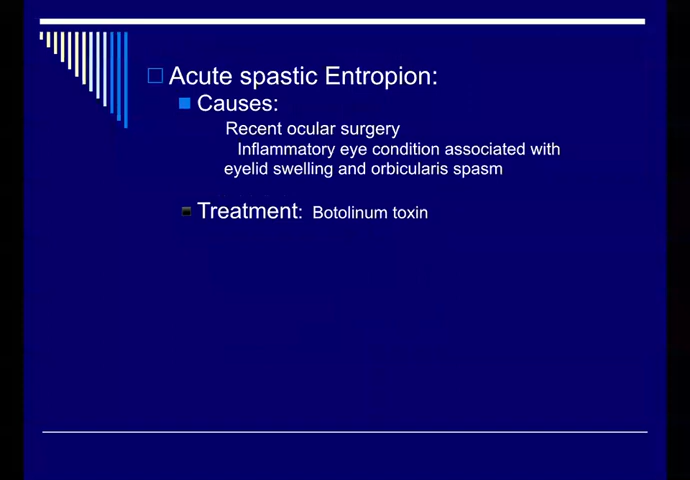 Acute spastic Entropion:
Causes:
Recent ocular surgery
Inflammatory eye condition associated with
eyelid swelling and orbicularis spasm
Treatment: Botolinum toxin